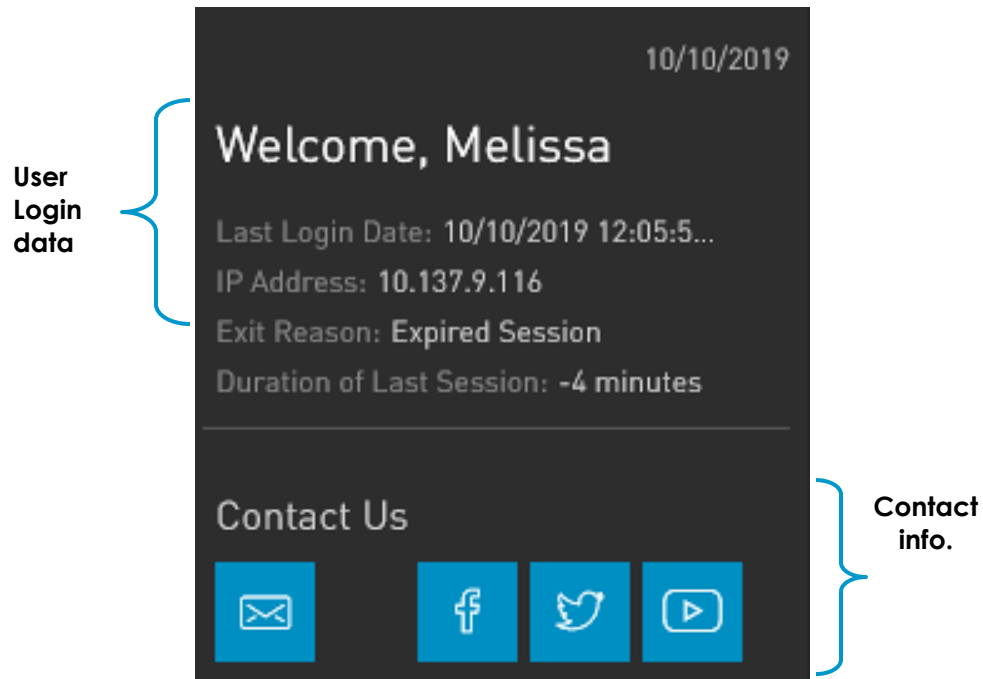 10/10/2019
Welcome, Melissa
User
Login
data
Last Login Date: 10/10/2019 12:05:5...
IP Address: 10.137.9.116
Exit Reason: Expired Session
Duration of Last Session: -4 minutes
Contact Us
Contact
info.